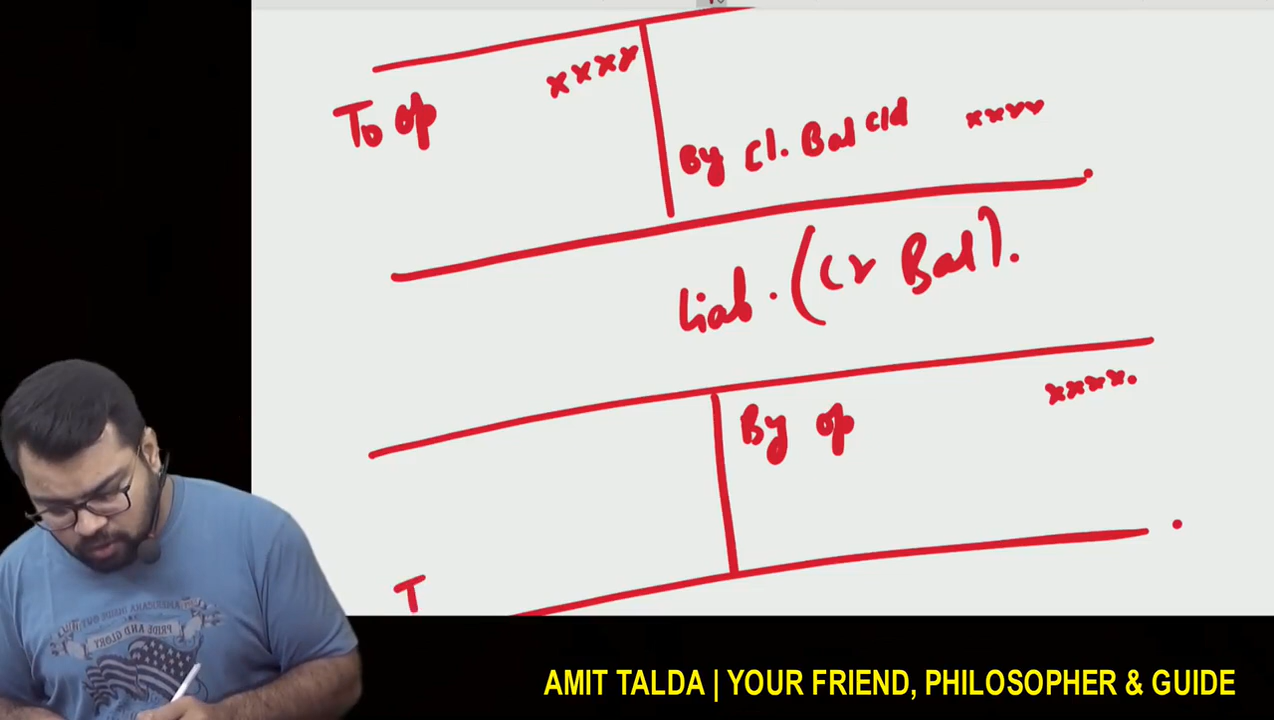 To op xxxx
By Cl. Bal c/d xxxx
Liab. (Cr Bal).
By op xxxx.
T
AMIT TALDA | YOUR FRIEND, PHILOSOPHER & GUIDE